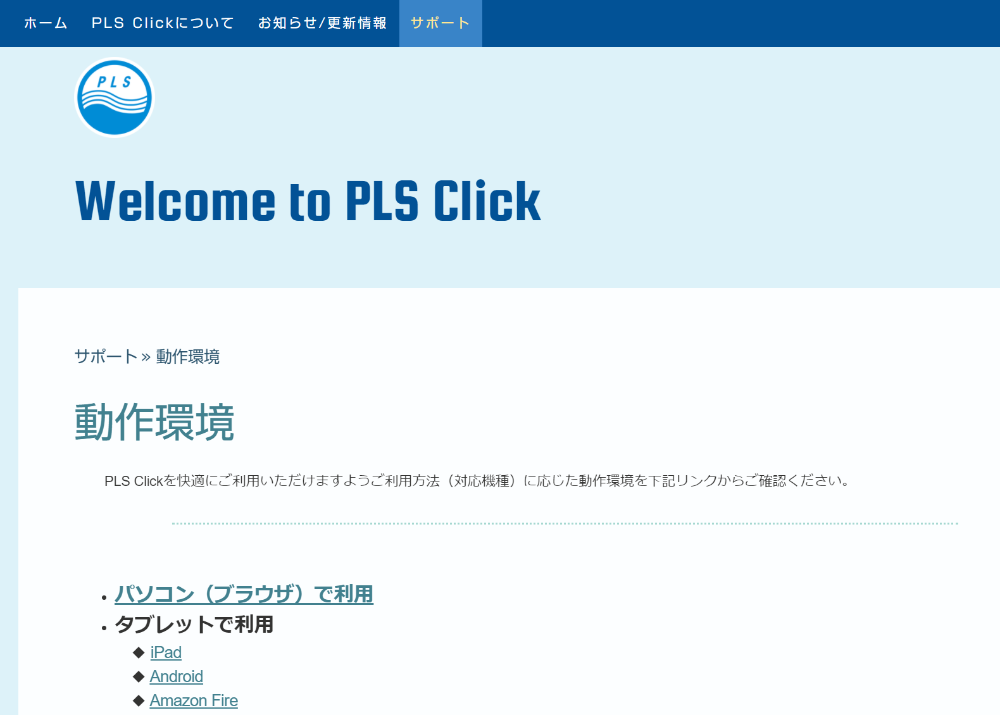 ホーム PLS Clickについて お知らせ/更新情報 サポート
PLS
Welcome to PLS Click
サポート » 動作環境
動作環境
PLS Clickを快適にご利用いただけますようご利用方法（対応機種）に応じた動作環境を下記リンクからご確認ください。
• パソコン（ブラウザ）で利用
• タブレットで利用
◆ iPad
◆ Android
◆ Amazon Fire